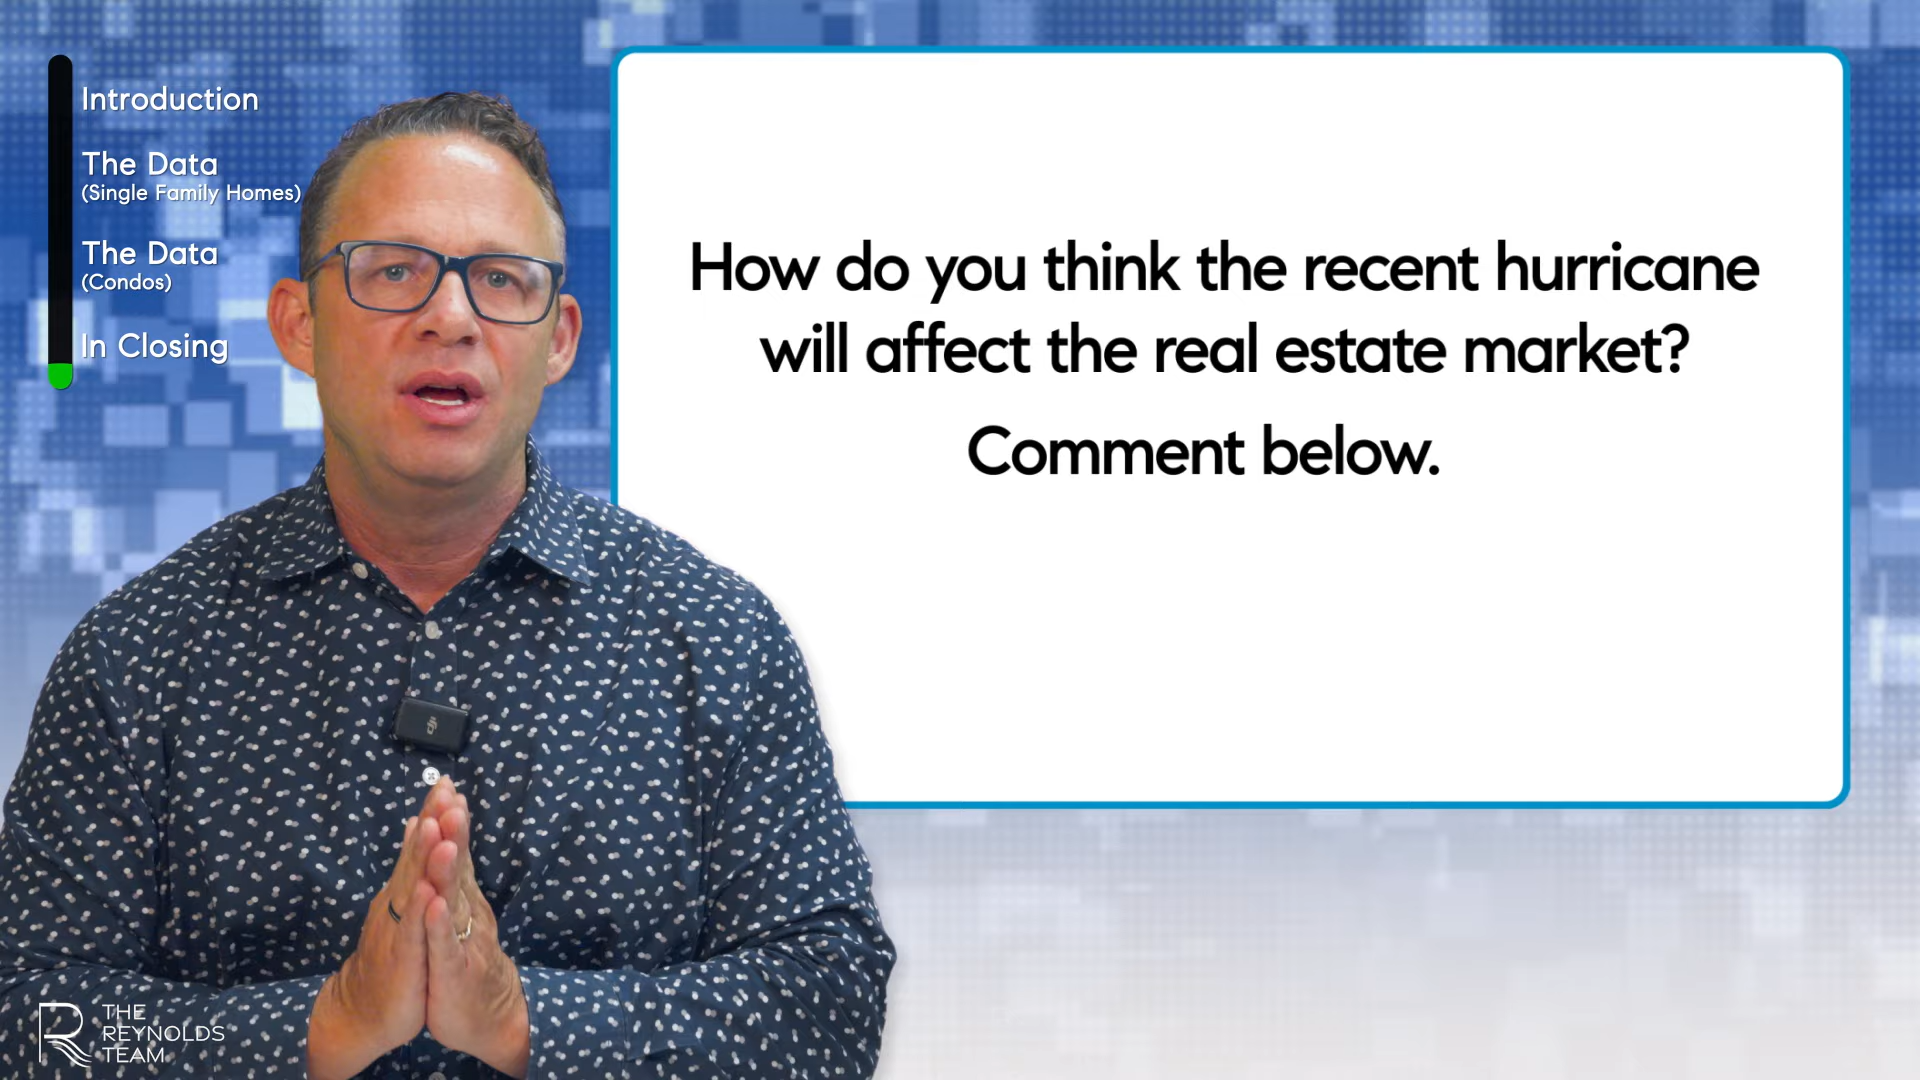 Introduction
The Data
(Single Family Homes)
The Data
(Condos)
In Closing
How do you think the recent hurricane
will affect the real estate market?
Comment below.
THE
REYNOLDS
TEAM